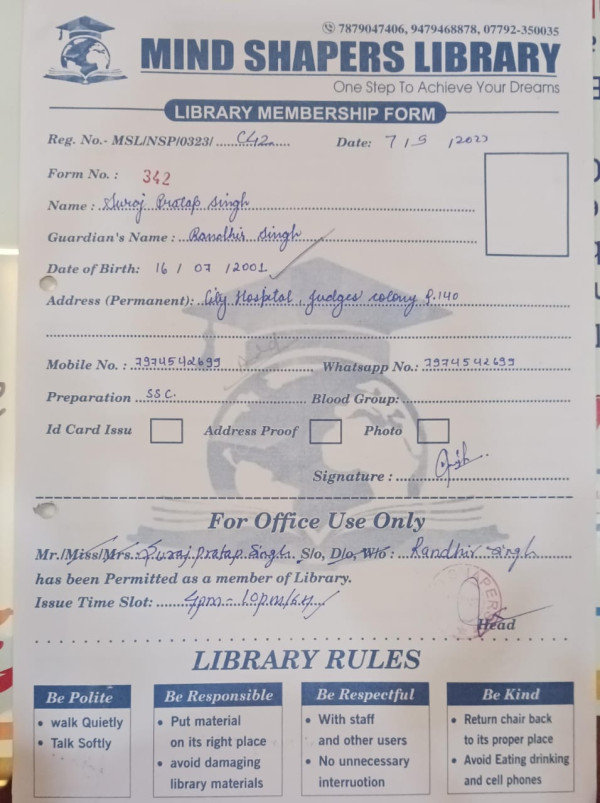 7879047406, 9479468878, 07792-350035
MIND SHAPERS LIBRARY
One Step To Achieve Your Dreams
LIBRARY MEMBERSHIP FORM
Reg. No.- MSL/NSP/0323/ C42 Date: 7 / 5 /202
Form No. : 342
Name : Suraj Pratap Singh
Guardian's Name : Randhir Singh
Date of Birth: 16 / 07 /2001
Address (Permanent): City Hospital, Judges colony Q.140
Mobile No. : 7974542699 Whatsapp No.: 7974542699
Preparation SSC. Blood Group:
Id Card Issu Address Proof Photo
Signature :
For Office Use Only
Mr./Miss/Mrs. Suraj Pratap Singh S/o, D/o, W/o : Randhir Singh
has been Permitted as a member of Library.
Issue Time Slot: 4pm - 10pm/6H
Head
LIBRARY RULES
Be Polite
• walk Quietly
• Talk Softly
Be Responsible
• Put material
on its right place
• avoid damaging
library materials
Be Respectful
• With staff
and other users
• No unnecessary
interruotion
Be Kind
• Return chair back
to its proper place
• Avoid Eating drinking
and cell phones